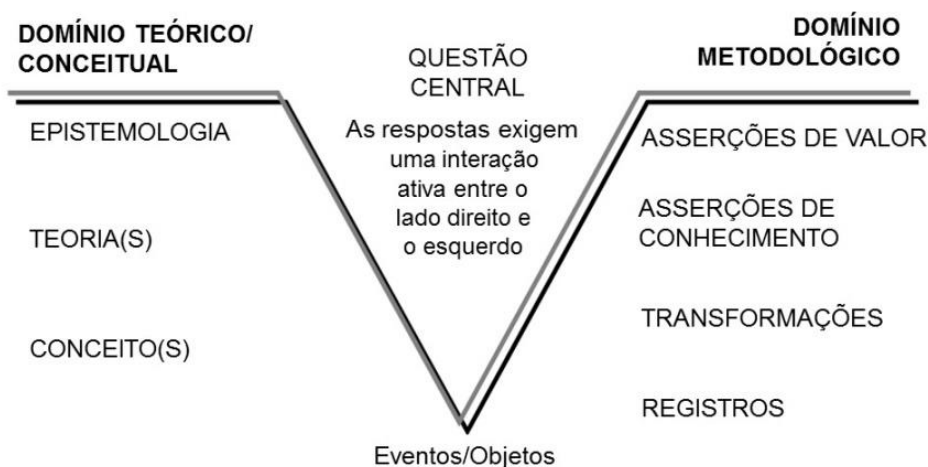 DOMÍNIO TEÓRICO/
CONCEITUAL
QUESTÃO
CENTRAL
DOMÍNIO
METODOLÓGICO
EPISTEMOLOGIA
TEORIA(S)
CONCEITO(S)
As respostas exigem
uma interação
ativa entre o
lado direito e
o esquerdo
ASSERÇÕES DE VALOR
ASSERÇÕES DE
CONHECIMENTO
TRANSFORMAÇÕES
REGISTROS
Eventos/Objetos